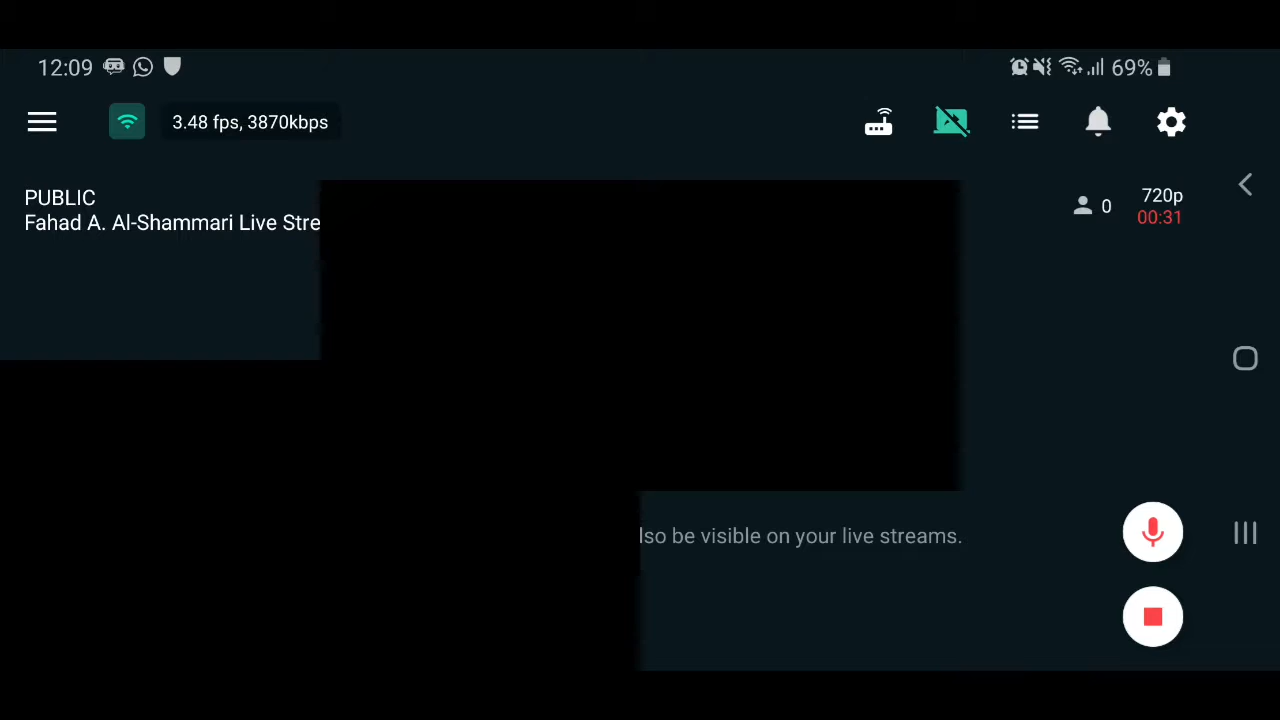 12:09 69%
3.48 fps, 3870kbps
PUBLIC
Fahad A. Al-Shammari Live Stre
0
720p
00:31
lso be visible on your live streams.